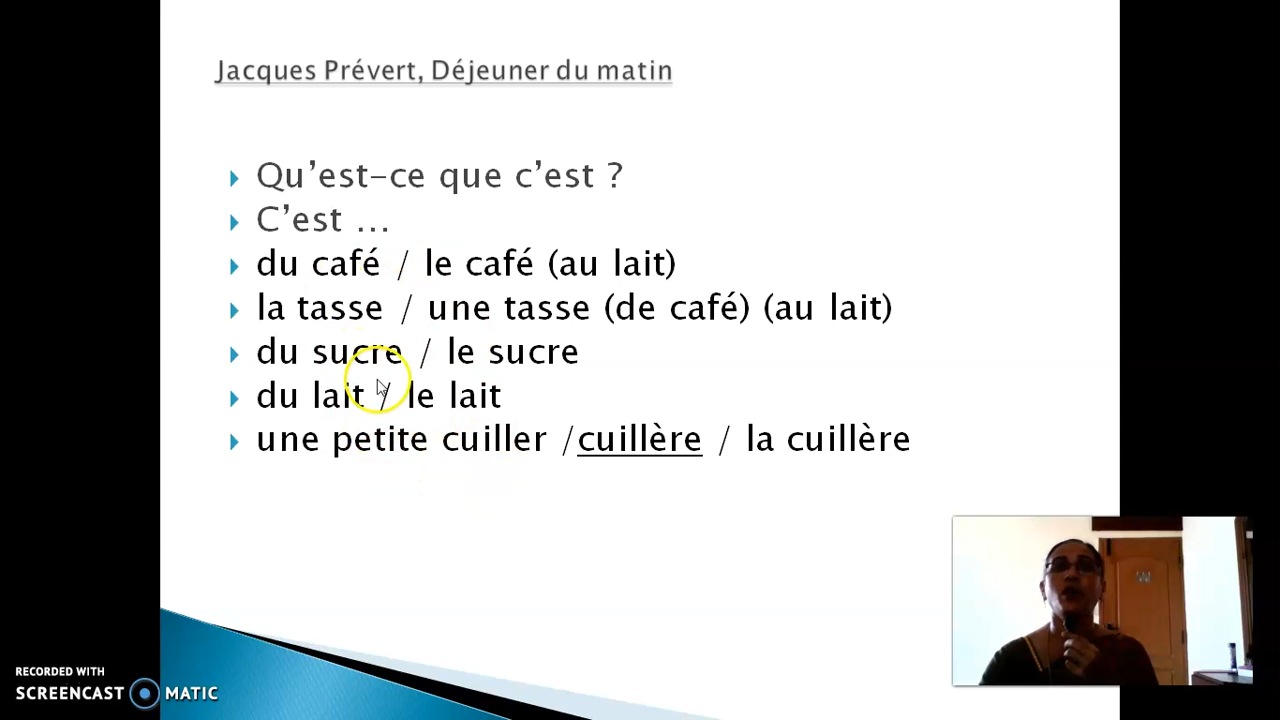 Jacques Prévert, Déjeuner du matin
Qu’est-ce que c’est ?
C’est …
du café / le café (au lait)
la tasse / une tasse (de café) (au lait)
du sucre / le sucre
du lait / le lait
une petite cuiller /cuillère / la cuillère
RECORDED WITH
SCREENCAST MATIC